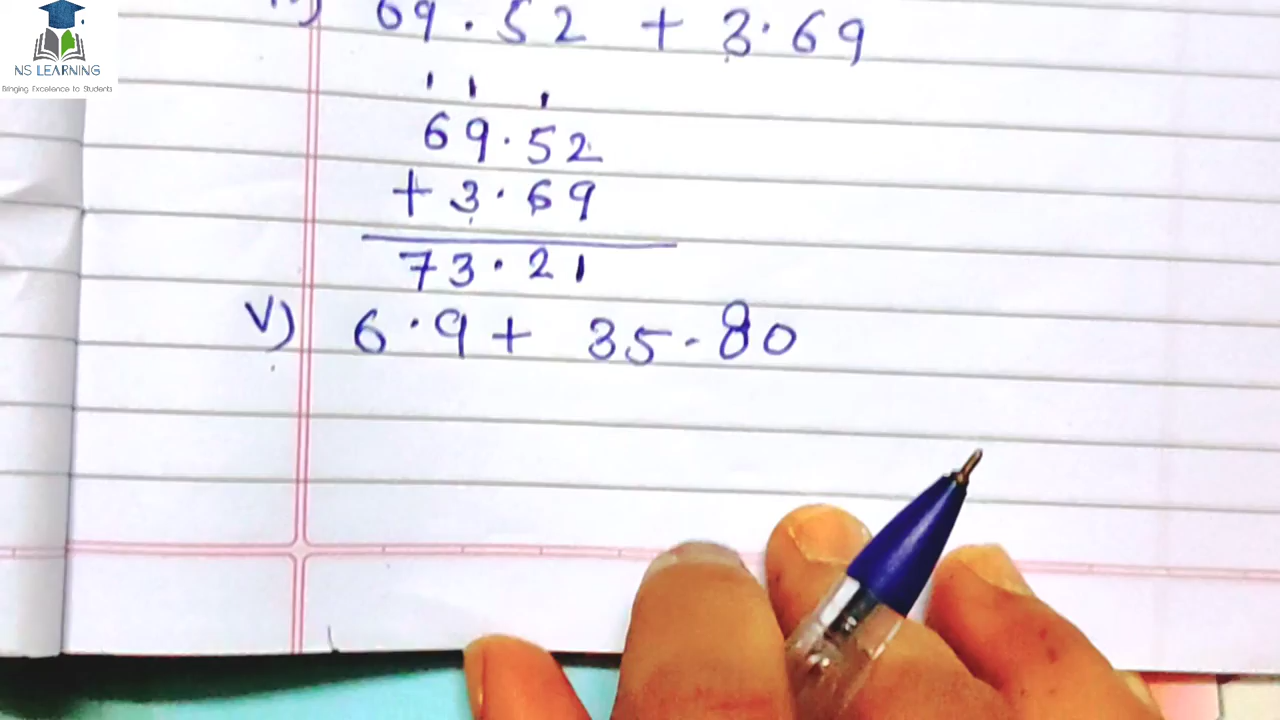 NS LEARNING
Bringing Excellence to Students
69.52 + 3.69
69.52
+ 3.69
73.21
V) 6.9 + 35.80